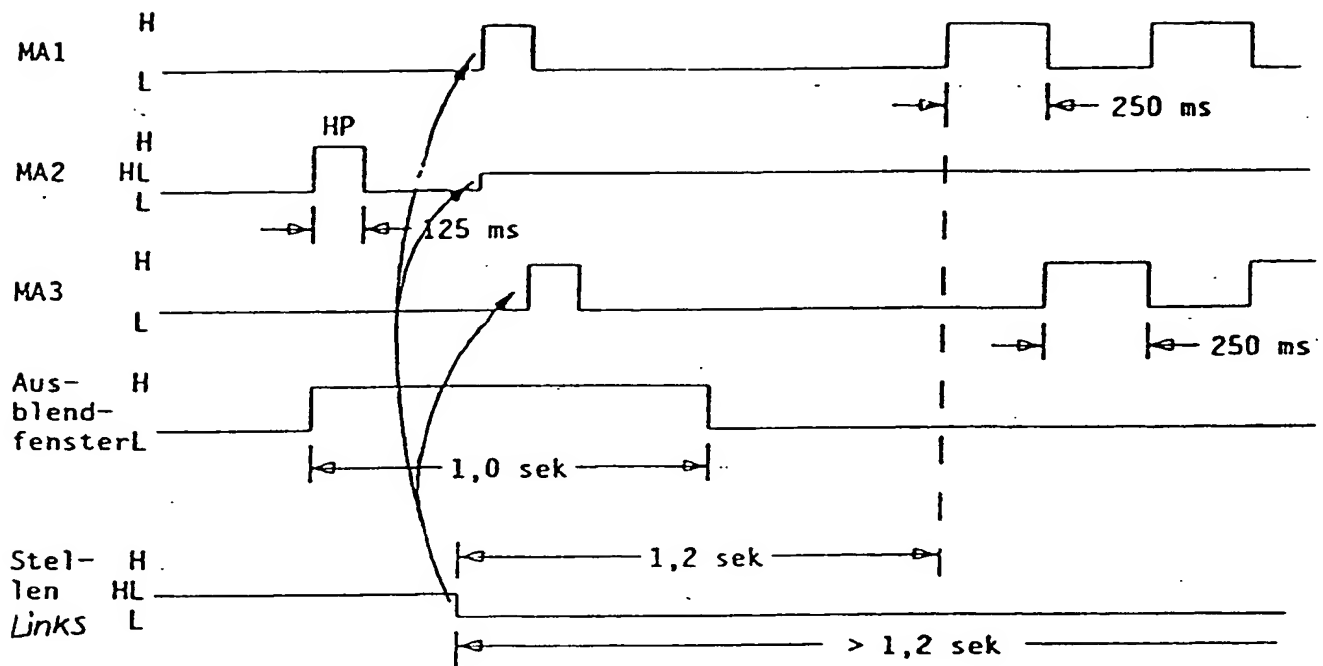 H
MA1
L
250 ms
HP
H
MA2 HL
L
125 ms
H
MA3
L
250 ms
Aus- H
blend-
fenster L
1,0 sek
Stel- H
1,2 sek
len HL
Links L
> 1,2 sek